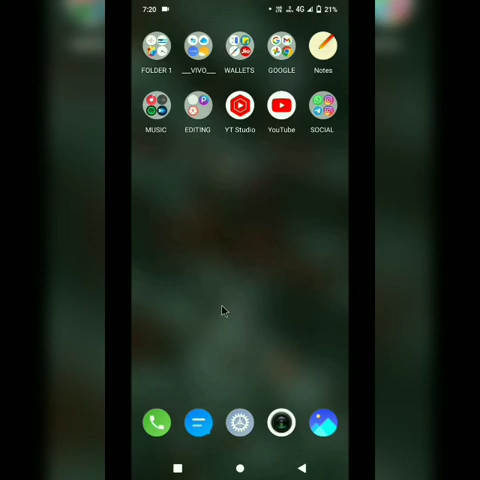 7:20 4G 21%
FOLDER 1 __VIVO__ WALLETS GOOGLE Notes
MUSIC EDITING YT Studio YouTube SOCIAL